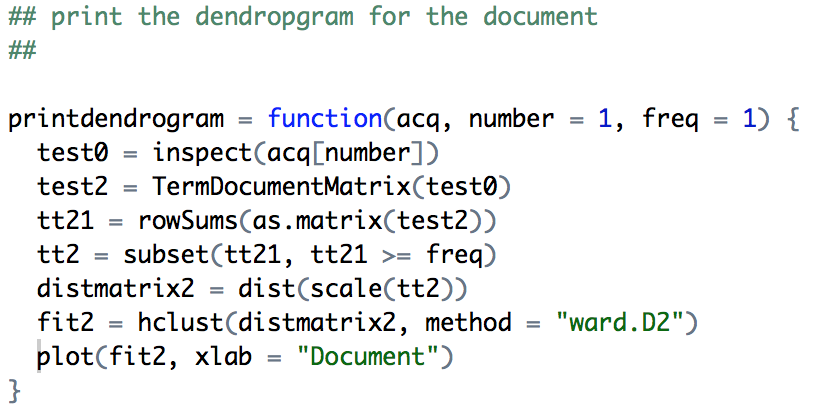 ## print the dendropgram for the document
##
printdendrogram = function(acq, number = 1, freq = 1) {
  test0 = inspect(acq[number])
  test2 = TermDocumentMatrix(test0)
  tt21 = rowSums(as.matrix(test2))
  tt2 = subset(tt21, tt21 >= freq)
  distmatrix2 = dist(scale(tt2))
  fit2 = hclust(distmatrix2, method = "ward.D2")
  plot(fit2, xlab = "Document")
}